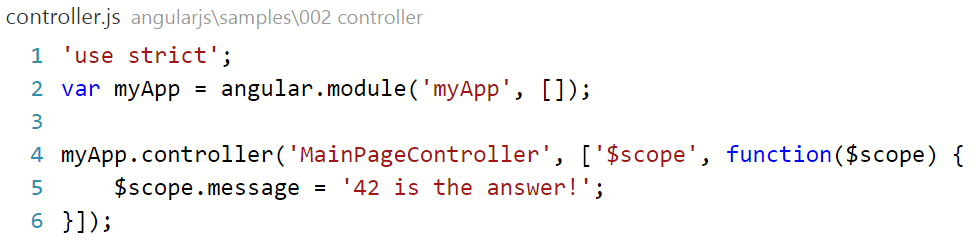 controller.js angularjs\samples\002 controller
1 'use strict';
2 var myApp = angular.module('myApp', []);
3
4 myApp.controller('MainPageController', ['$scope', function($scope) {
5     $scope.message = '42 is the answer!';
6 }]);